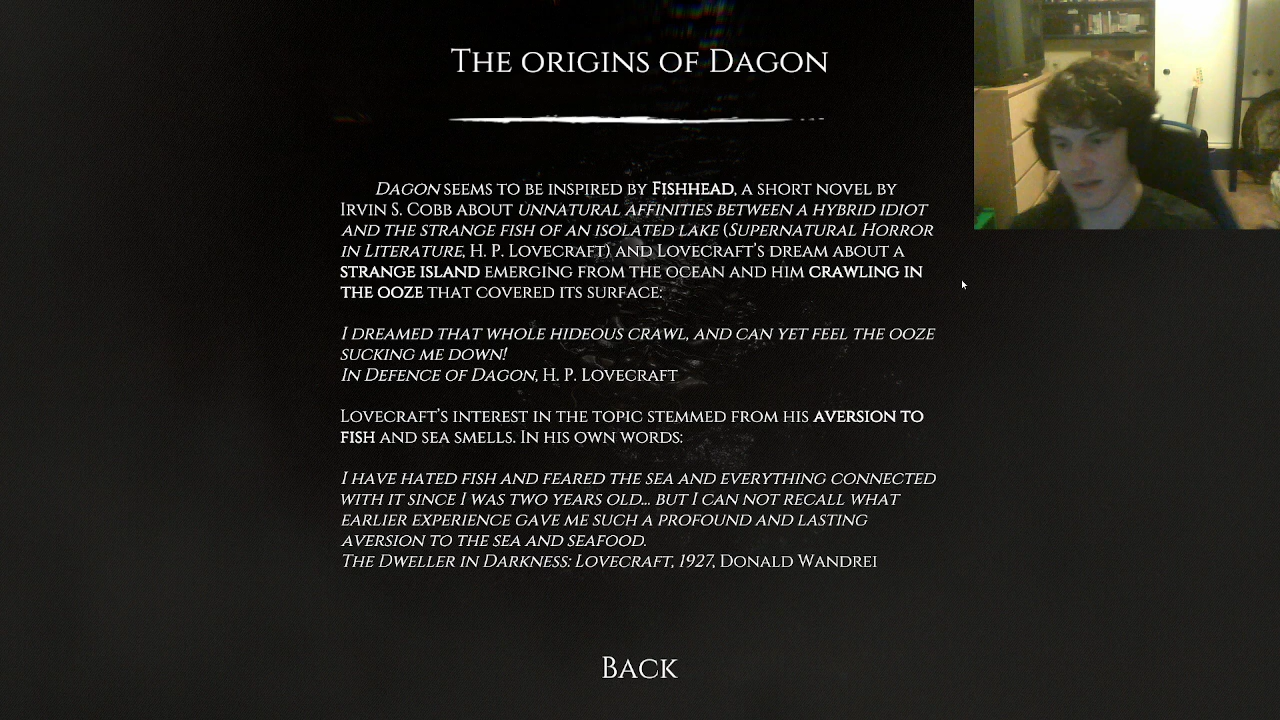 The origins of Dagon
Dagon seems to be inspired by Fishhead, a short novel by
Irvin S. Cobb about unnatural affinities between a hybrid idiot
and the strange fish of an isolated lake (Supernatural Horror
in Literature, H. P. Lovecraft) and Lovecraft's dream about a
strange island emerging from the ocean and him crawling in
the ooze that covered its surface:
I dreamed that whole hideous crawl, and can yet feel the ooze
sucking me down!
In Defence of Dagon, H. P. Lovecraft
Lovecraft's interest in the topic stemmed from his aversion to
fish and sea smells. In his own words:
I have hated fish and feared the sea and everything connected
with it since I was two years old... but I can not recall what
earlier experience gave me such a profound and lasting
aversion to the sea and seafood.
The Dweller in Darkness: Lovecraft, 1927, Donald Wandrei
Back